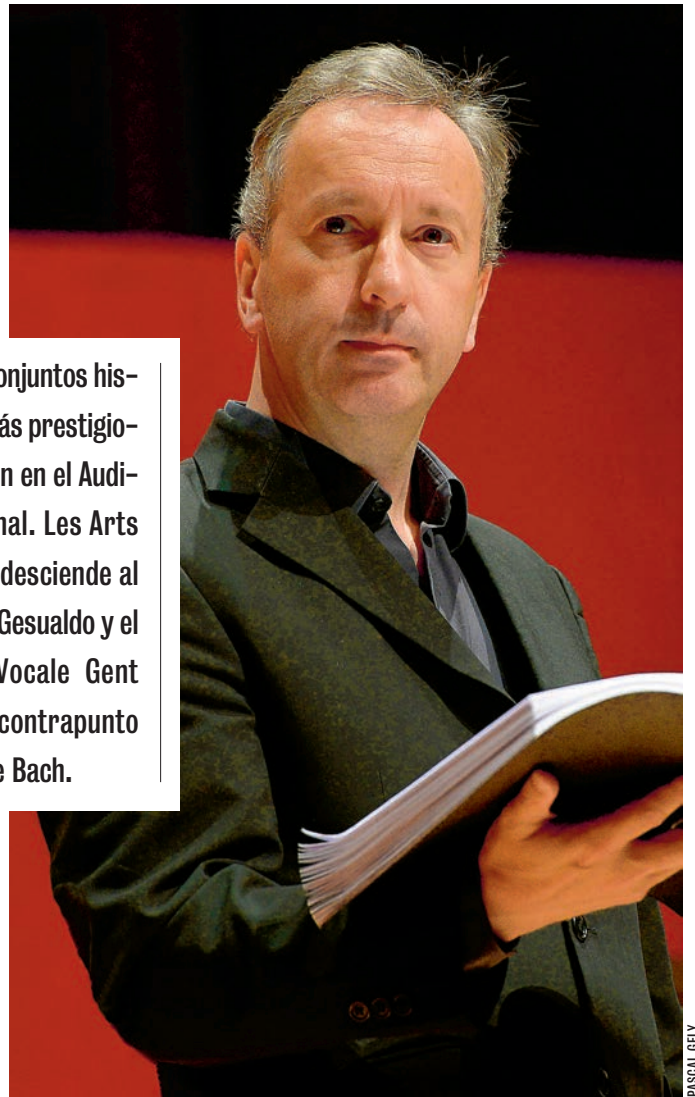 onjuntos his-
ás prestigio-
n en el Audi-
nal. Les Arts
desciende al
Gesualdo y el
Vocale Gent
contrapunto
e Bach.
PASCAL GELY